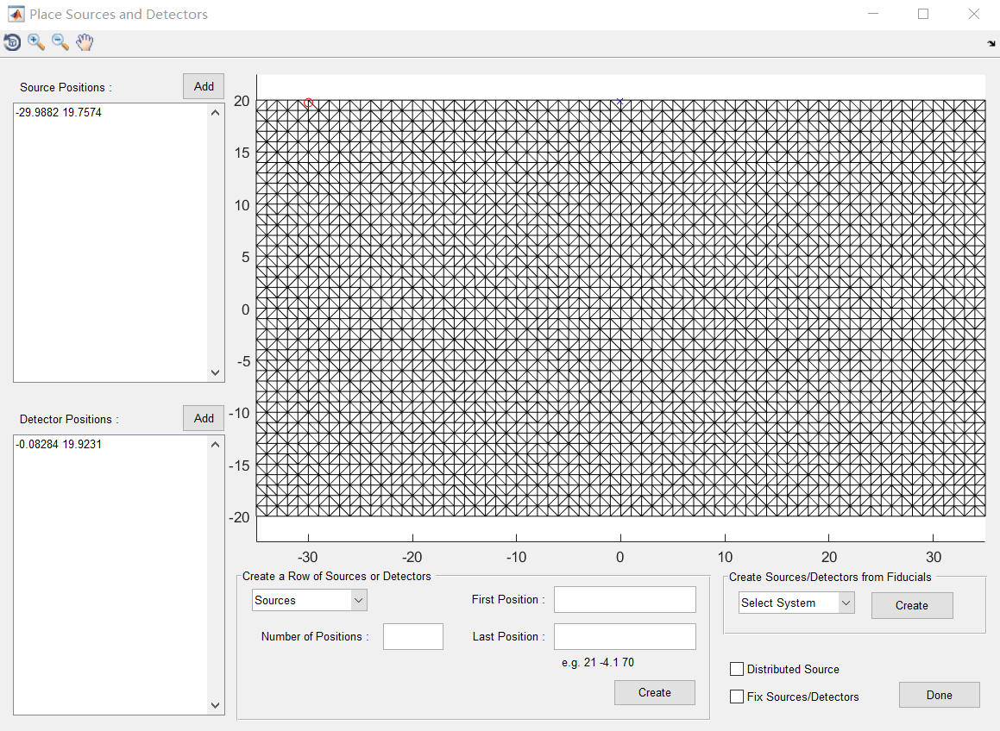 Place Sources and Detectors
Source Positions :
Add
-29.9882 19.7574
Detector Positions :
Add
-0.08284 19.9231
20
15
10
5
0
-5
-10
-15
-20
-30
-20
-10
0
10
20
30
Create a Row of Sources or Detectors
Sources
First Position :
Number of Positions :
Last Position :
e.g. 21 -4.1 70
Create
Create Sources/Detectors from Fiducials
Select System
Create
Distributed Source
Fix Sources/Detectors
Done